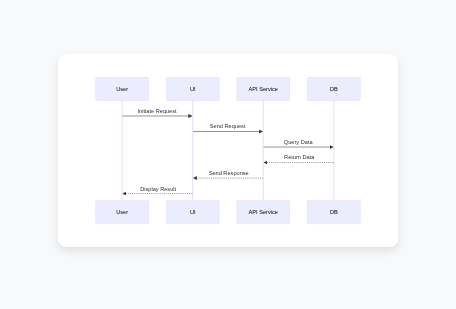 User
UI
API Service
DB
Initiate Request
Send Request
Query Data
Return Data
Send Response
Display Result
User
UI
API Service
DB